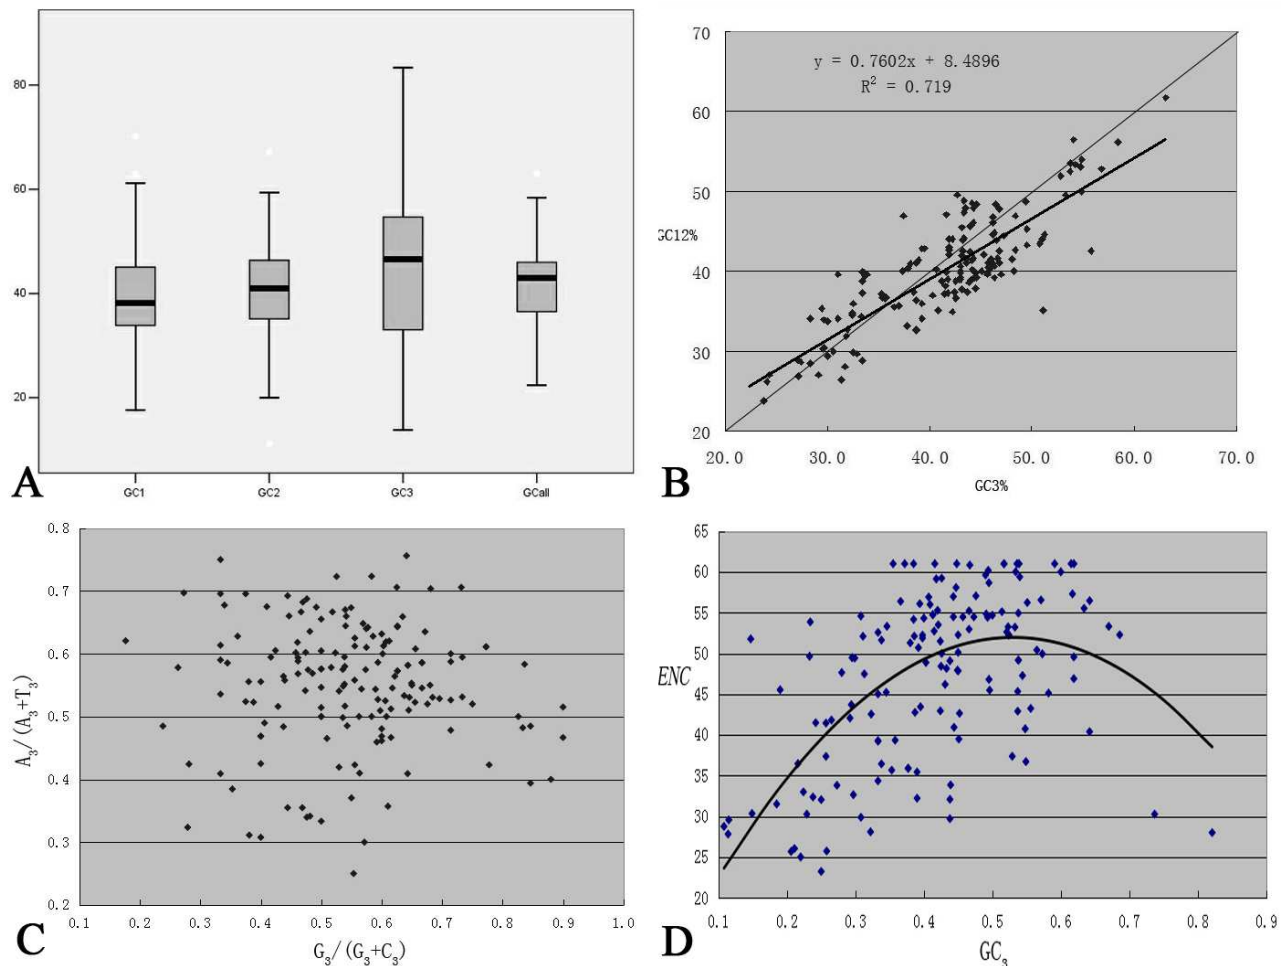 80
60
40
20
GC1 GC2 GC3 GCall
A
y = 0.7602x + 8.4896
R² = 0.719
70
60
50
40
30
20
GC12%
20.0 30.0 40.0 50.0 60.0 70.0
GC3%
B
0.8
0.7
0.6
0.5
0.4
0.3
0.2
A₃/(A₃+T₃)
0.1 0.2 0.3 0.4 0.5 0.6 0.7 0.8 0.9 1.0
G₃/(G₃+C₃)
C
65
60
55
50
45
40
35
30
25
20
ENC
0.1 0.2 0.3 0.4 0.5 0.6 0.7 0.8 0.9
GC₃
D